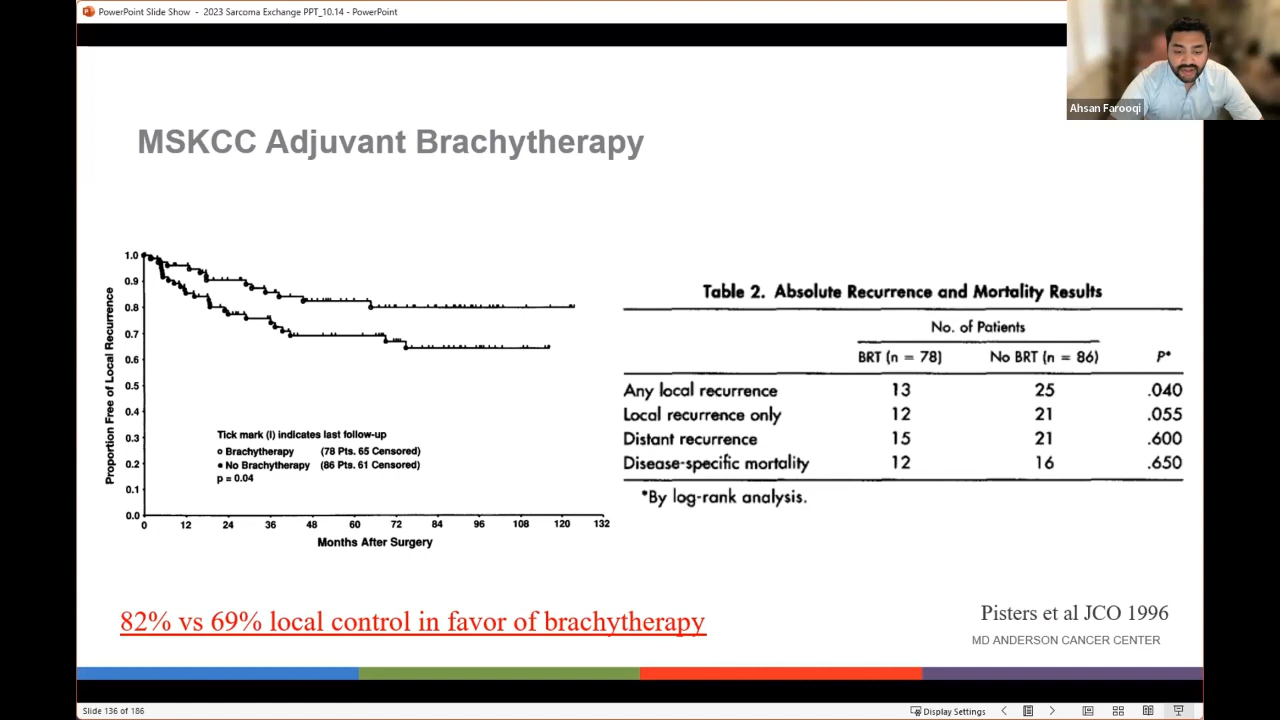 PowerPoint Slide Show - 2023 Sarcoma Exchange PPT_10.14 - PowerPoint
Ahsan Farooqi
MSKCC Adjuvant Brachytherapy
Proportion Free of Local Recurrence
1.0
0.9
0.8
0.7
0.6
0.5
0.4
0.3
0.2
0.1
0.0
Tick mark (I) indicates last follow-up
Brachytherapy (78 Pts. 65 Censored)
No Brachytherapy (86 Pts. 61 Censored)
p = 0.04
0 12 24 36 48 60 72 84 96 108 120 132
Months After Surgery
Table 2. Absolute Recurrence and Mortality Results
No. of Patients
BRT (n = 78) No BRT (n = 86) P*
Any local recurrence 13 25 .040
Local recurrence only 12 21 .055
Distant recurrence 15 21 .600
Disease-specific mortality 12 16 .650
*By log-rank analysis.
82% vs 69% local control in favor of brachytherapy
Pisters et al JCO 1996
MD ANDERSON CANCER CENTER
Slide 136 of 186
Display Settings